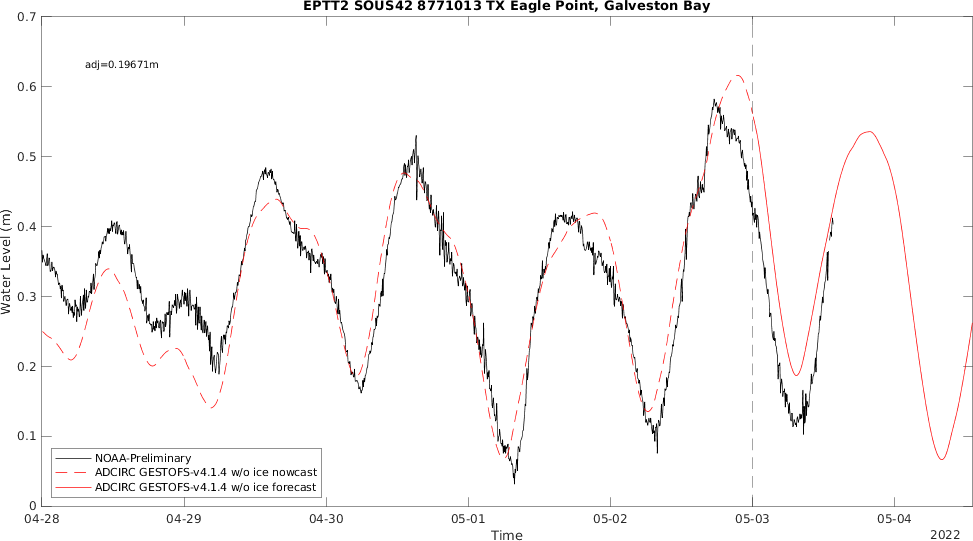 EPTT2 SOUS42 8771013 TX Eagle Point, Galveston Bay
adj=0.19671m
0.7
0.6
0.5
0.4
0.3
0.2
0.1
0
Water Level (m)
NOAA-Preliminary
ADCIRC GESTOFS-v4.1.4 w/o ice nowcast
ADCIRC GESTOFS-v4.1.4 w/o ice forecast
04-28 04-29 04-30 05-01 05-02 05-03 05-04
Time
2022